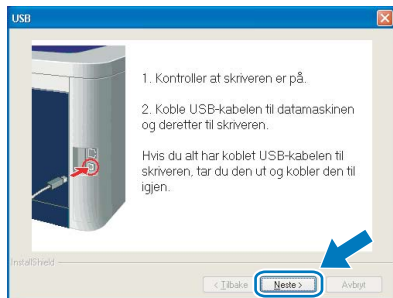 USB
1. Kontroller at skriveren er på.
2. Koble USB-kabelen til datamaskinen
og deretter til skriveren.
Hvis du alt har koblet USB-kabelen til
skriveren, tar du den ut og kobler den til
igjen.
InstallShield
< Tilbake Neste > Avbryt